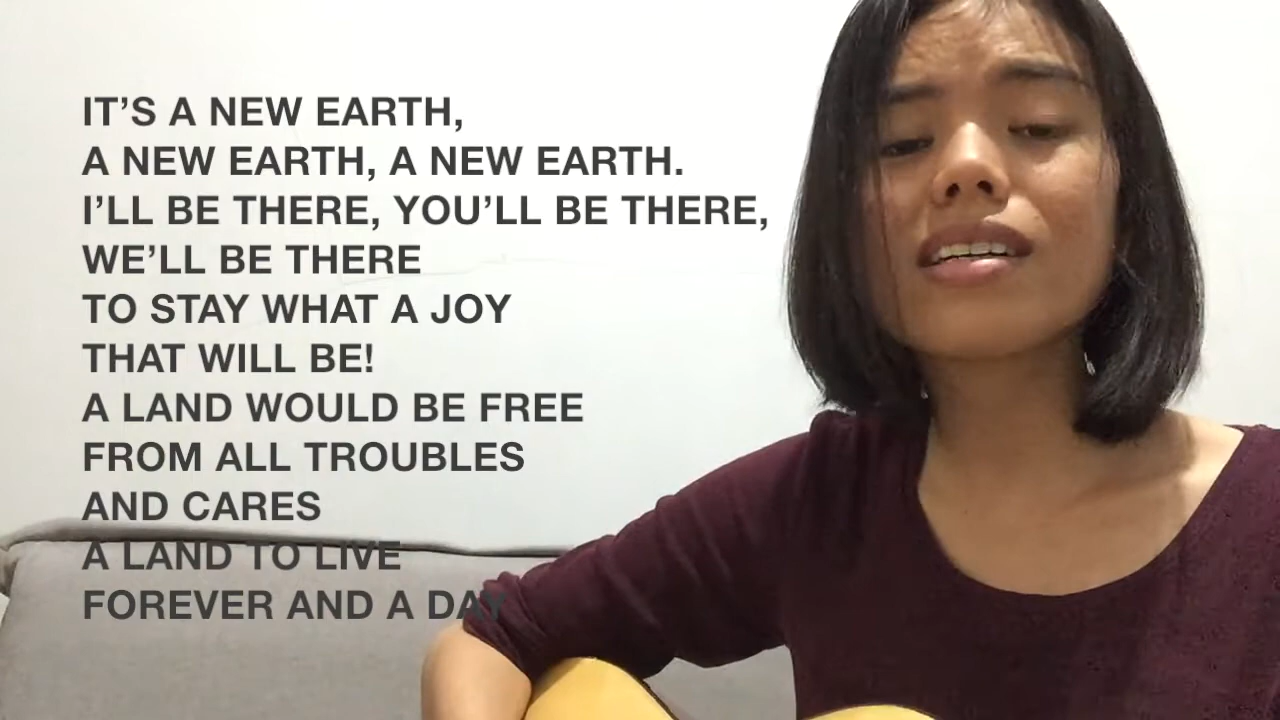 IT’S A NEW EARTH,
A NEW EARTH, A NEW EARTH.
I’LL BE THERE, YOU’LL BE THERE,
WE’LL BE THERE
TO STAY WHAT A JOY
THAT WILL BE!
A LAND WOULD BE FREE
FROM ALL TROUBLES
AND CARES
A LAND TO LIVE
FOREVER AND A DAY